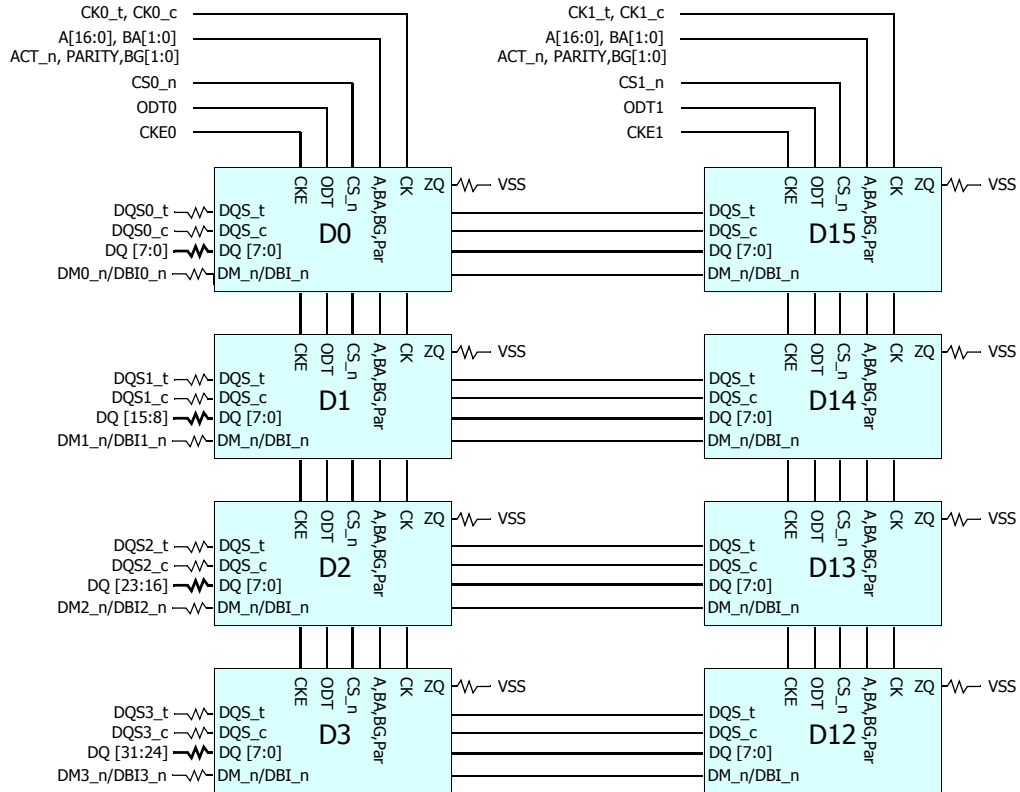 CK0_t, CK0_c
A[16:0], BA[1:0]
ACT_n, PARITY,BG[1:0]
CS0_n
ODT0
CKE0
CK1_t, CK1_c
A[16:0], BA[1:0]
ACT_n, PARITY,BG[1:0]
CS1_n
ODT1
CKE1
CKE
ODT
CS_n
A,BA,BG,Par
CK
ZQ
VSS
DQS0_t
DQS0_c
DQ [7:0]
DM0_n/DBI0_n
DQS_t
DQS_c
DQ [7:0]
DM_n/DBI_n
D0
CKE
ODT
CS_n
A,BA,BG,Par
CK
ZQ
VSS
DQS_t
DQS_c
DQ [7:0]
DM_n/DBI_n
D15
CKE
ODT
CS_n
A,BA,BG,Par
CK
ZQ
VSS
DQS1_t
DQS1_c
DQ [15:8]
DM1_n/DBI1_n
DQS_t
DQS_c
DQ [7:0]
DM_n/DBI_n
D1
CKE
ODT
CS_n
A,BA,BG,Par
CK
ZQ
VSS
DQS_t
DQS_c
DQ [7:0]
DM_n/DBI_n
D14
CKE
ODT
CS_n
A,BA,BG,Par
CK
ZQ
VSS
DQS2_t
DQS2_c
DQ [23:16]
DM2_n/DBI2_n
DQS_t
DQS_c
DQ [7:0]
DM_n/DBI_n
D2
CKE
ODT
CS_n
A,BA,BG,Par
CK
ZQ
VSS
DQS_t
DQS_c
DQ [7:0]
DM_n/DBI_n
D13
CKE
ODT
CS_n
A,BA,BG,Par
CK
ZQ
VSS
DQS3_t
DQS3_c
DQ [31:24]
DM3_n/DBI3_n
DQS_t
DQS_c
DQ [7:0]
DM_n/DBI_n
D3
CKE
ODT
CS_n
A,BA,BG,Par
CK
ZQ
VSS
DQS_t
DQS_c
DQ [7:0]
DM_n/DBI_n
D12